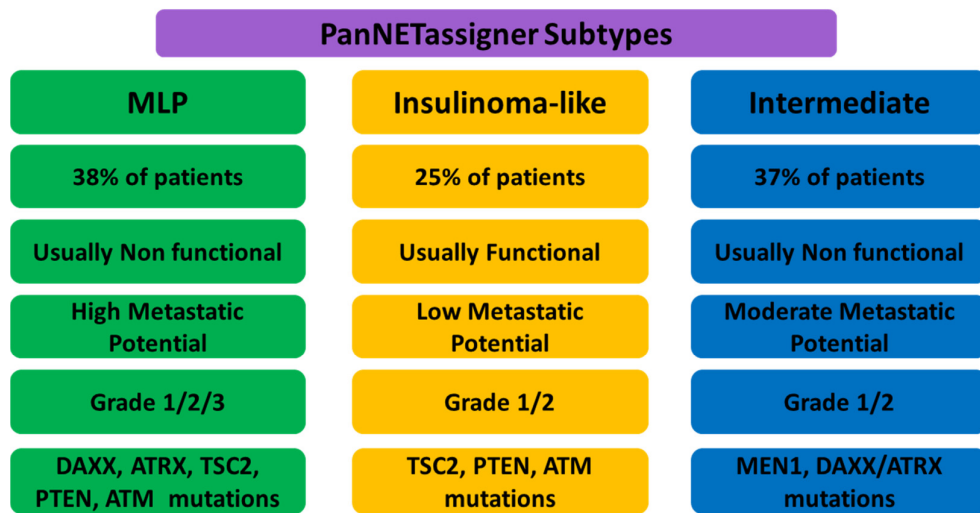 PanNETassigner Subtypes
MLP
38% of patients
Usually Non functional
High Metastatic
Potential
Grade 1/2/3
DAXX, ATRX, TSC2,
PTEN, ATM mutations
Insulinoma-like
25% of patients
Usually Functional
Low Metastatic
Potential
Grade 1/2
TSC2, PTEN, ATM
mutations
Intermediate
37% of patients
Usually Non functional
Moderate Metastatic
Potential
Grade 1/2
MEN1, DAXX/ATRX
mutations